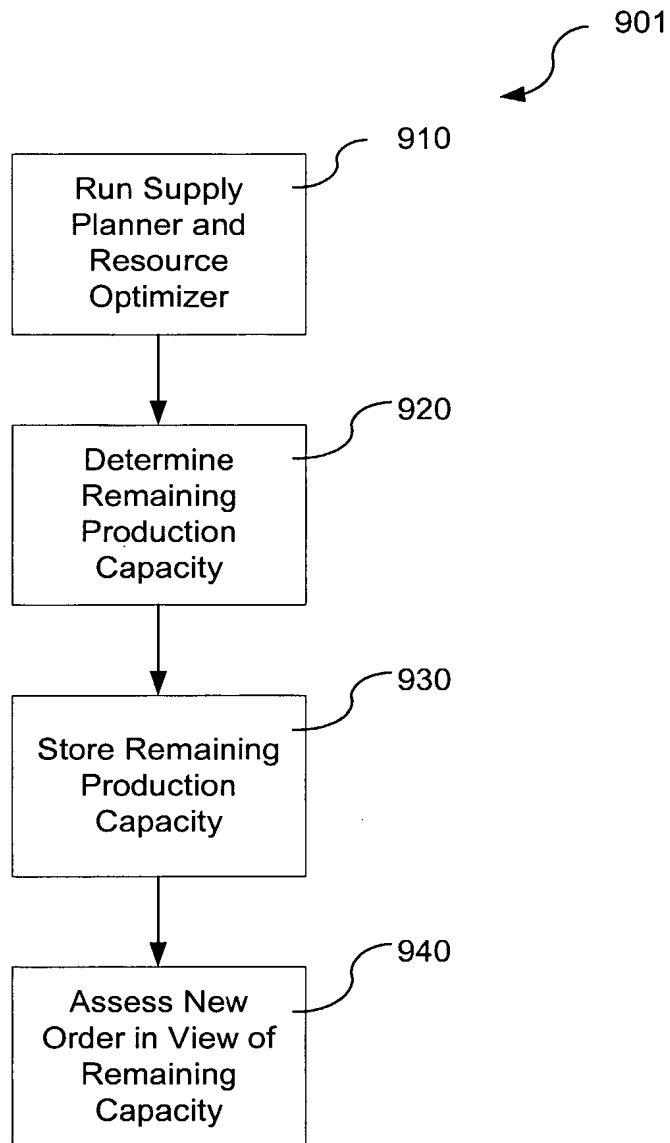 901
910
Run Supply
Planner and
Resource
Optimizer
920
Determine
Remaining
Production
Capacity
930
Store Remaining
Production
Capacity
940
Assess New
Order in View of
Remaining
Capacity